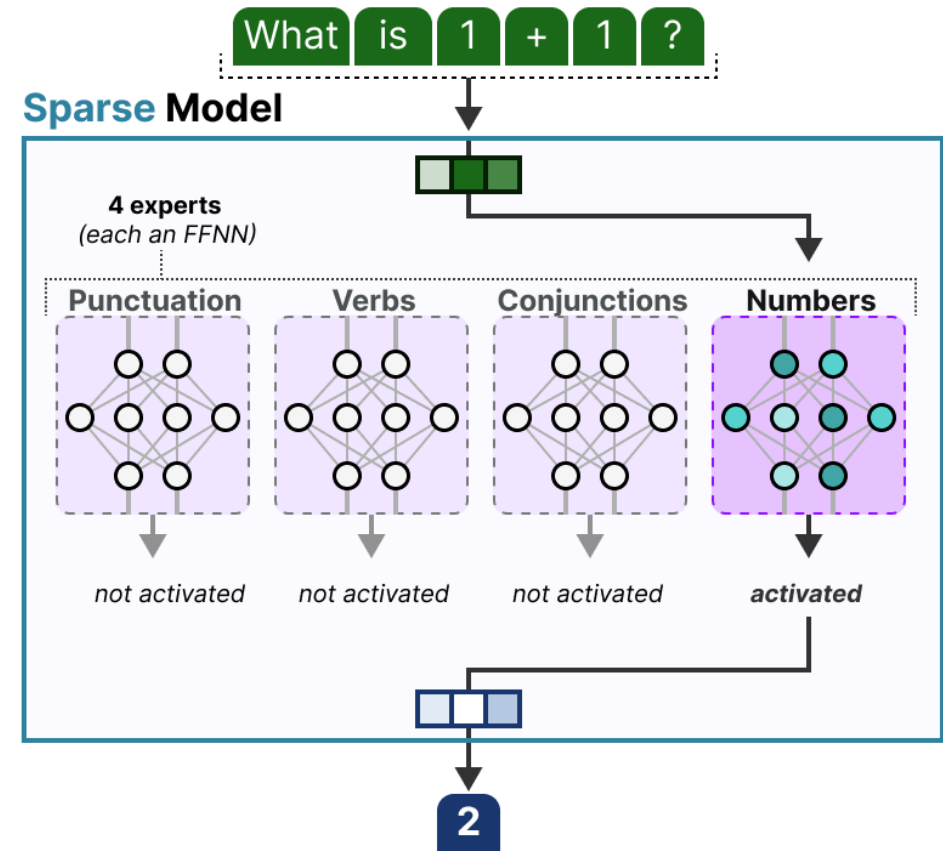 What is 1 + 1 ?
Sparse Model
4 experts
(each an FFNN)
Punctuation Verbs Conjunctions Numbers
not activated not activated not activated activated
2